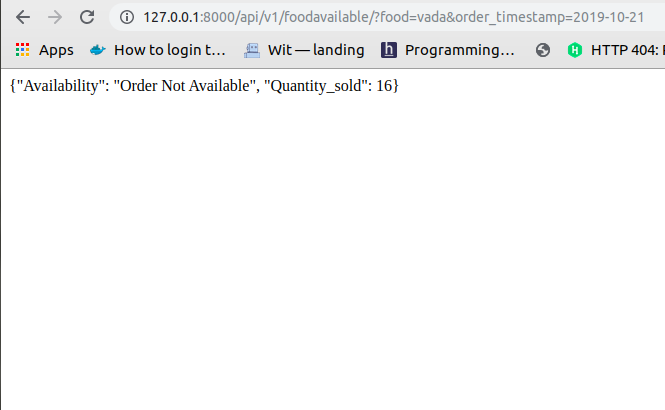 127.0.0.1:8000/api/v1/foodavailable/?food=vada&order_timestamp=2019-10-21
Apps How to login t… Wit — landing h Programming… H HTTP 404:
{"Availability": "Order Not Available", "Quantity_sold": 16}